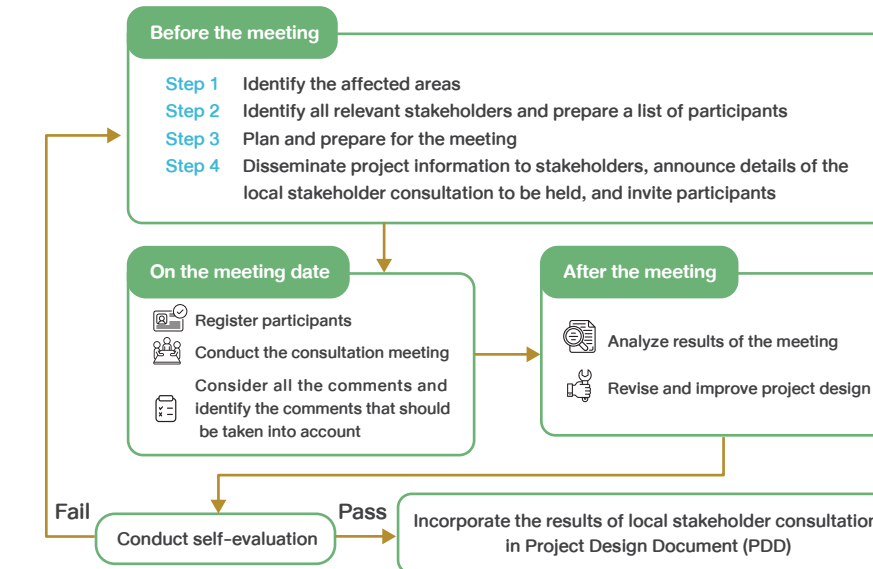 Before the meeting
Step 1 Identify the affected areas
Step 2 Identify all relevant stakeholders and prepare a list of participants
Step 3 Plan and prepare for the meeting
Step 4 Disseminate project information to stakeholders, announce details of the
local stakeholder consultation to be held, and invite participants
On the meeting date
Register participants
Conduct the consultation meeting
Consider all the comments and
identify the comments that should
be taken into account
After the meeting
Analyze results of the meeting
Revise and improve project design
Fail
Conduct self-evaluation
Pass
Incorporate the results of local stakeholder consultation
in Project Design Document (PDD)